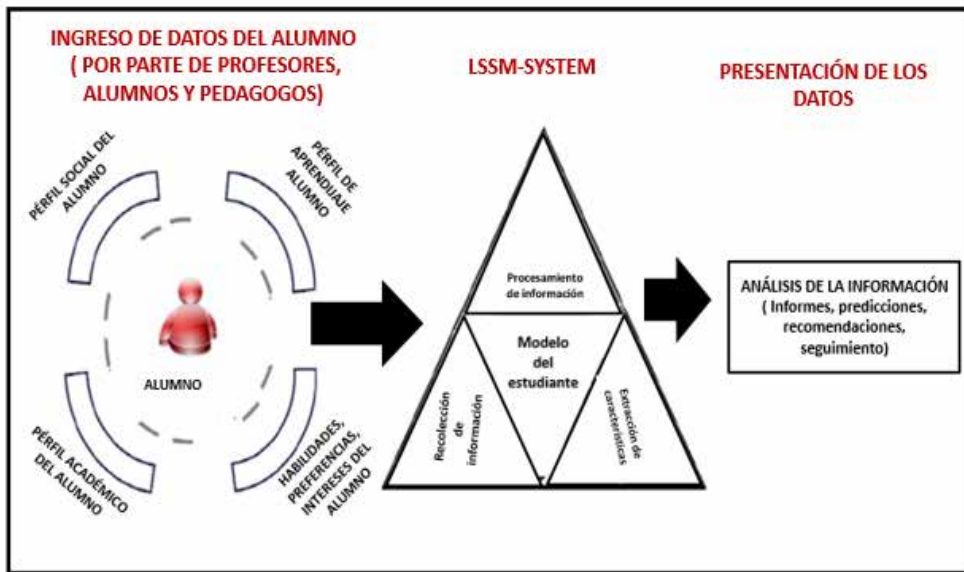 INGRESO DE DATOS DEL ALUMNO
( POR PARTE DE PROFESORES,
ALUMNOS Y PEDAGOGOS)
PÉRFIL SOCIAL DEL
ALUMNO
PÉRFIL DE
APRENDIJAJE
ALUMNO
ALUMNO
PÉRFIL ACADÉMICO
DEL ALUMNO
HABILIDADES,
PREFERENCIAS,
INTERESES DEL
ALUMNO
LSSM-SYSTEM
Procesamiento
de información
Modelo
del
estudiante
Recolección
de
información
Extracción de
características
PRESENTACIÓN DE LOS
DATOS
ANÁLISIS DE LA INFORMACIÓN
( Informes, predicciones,
recomendaciones,
seguimiento)